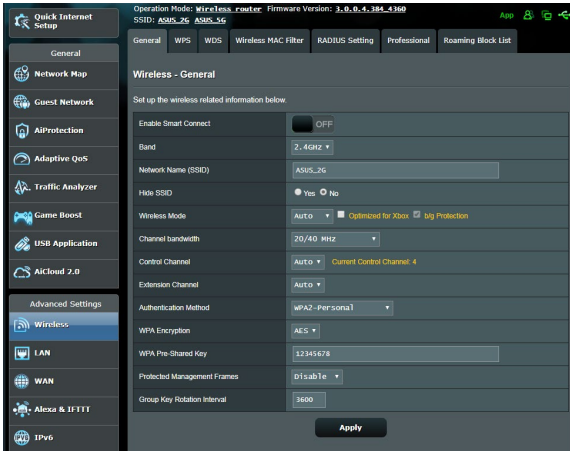 Operation Mode: Wireless router Firmware Version: 3.0.0.4.384_4360
SSID: ASUS_2G ASUS_5G
App
Quick Internet
Setup
General
Network Map
Guest Network
AiProtection
Adaptive QoS
Traffic Analyzer
Game Boost
USB Application
AiCloud 2.0
Advanced Settings
Wireless
LAN
WAN
Alexa & IFTTT
IPv6
General WPS WDS Wireless MAC Filter RADIUS Setting Professional Roaming Block List
Wireless - General
Set up the wireless related information below.
Enable Smart Connect OFF
Band 2.4GHz
Network Name (SSID) ASUS_2G
Hide SSID Yes No
Wireless Mode Auto Optimized for Xbox b/g Protection
Channel bandwidth 20/40 MHz
Control Channel Auto Current Control Channel: 4
Extension Channel Auto
Authentication Method WPA2-Personal
WPA Encryption AES
WPA Pre-Shared Key 12345678
Protected Management Frames Disable
Group Key Rotation Interval 3600
Apply